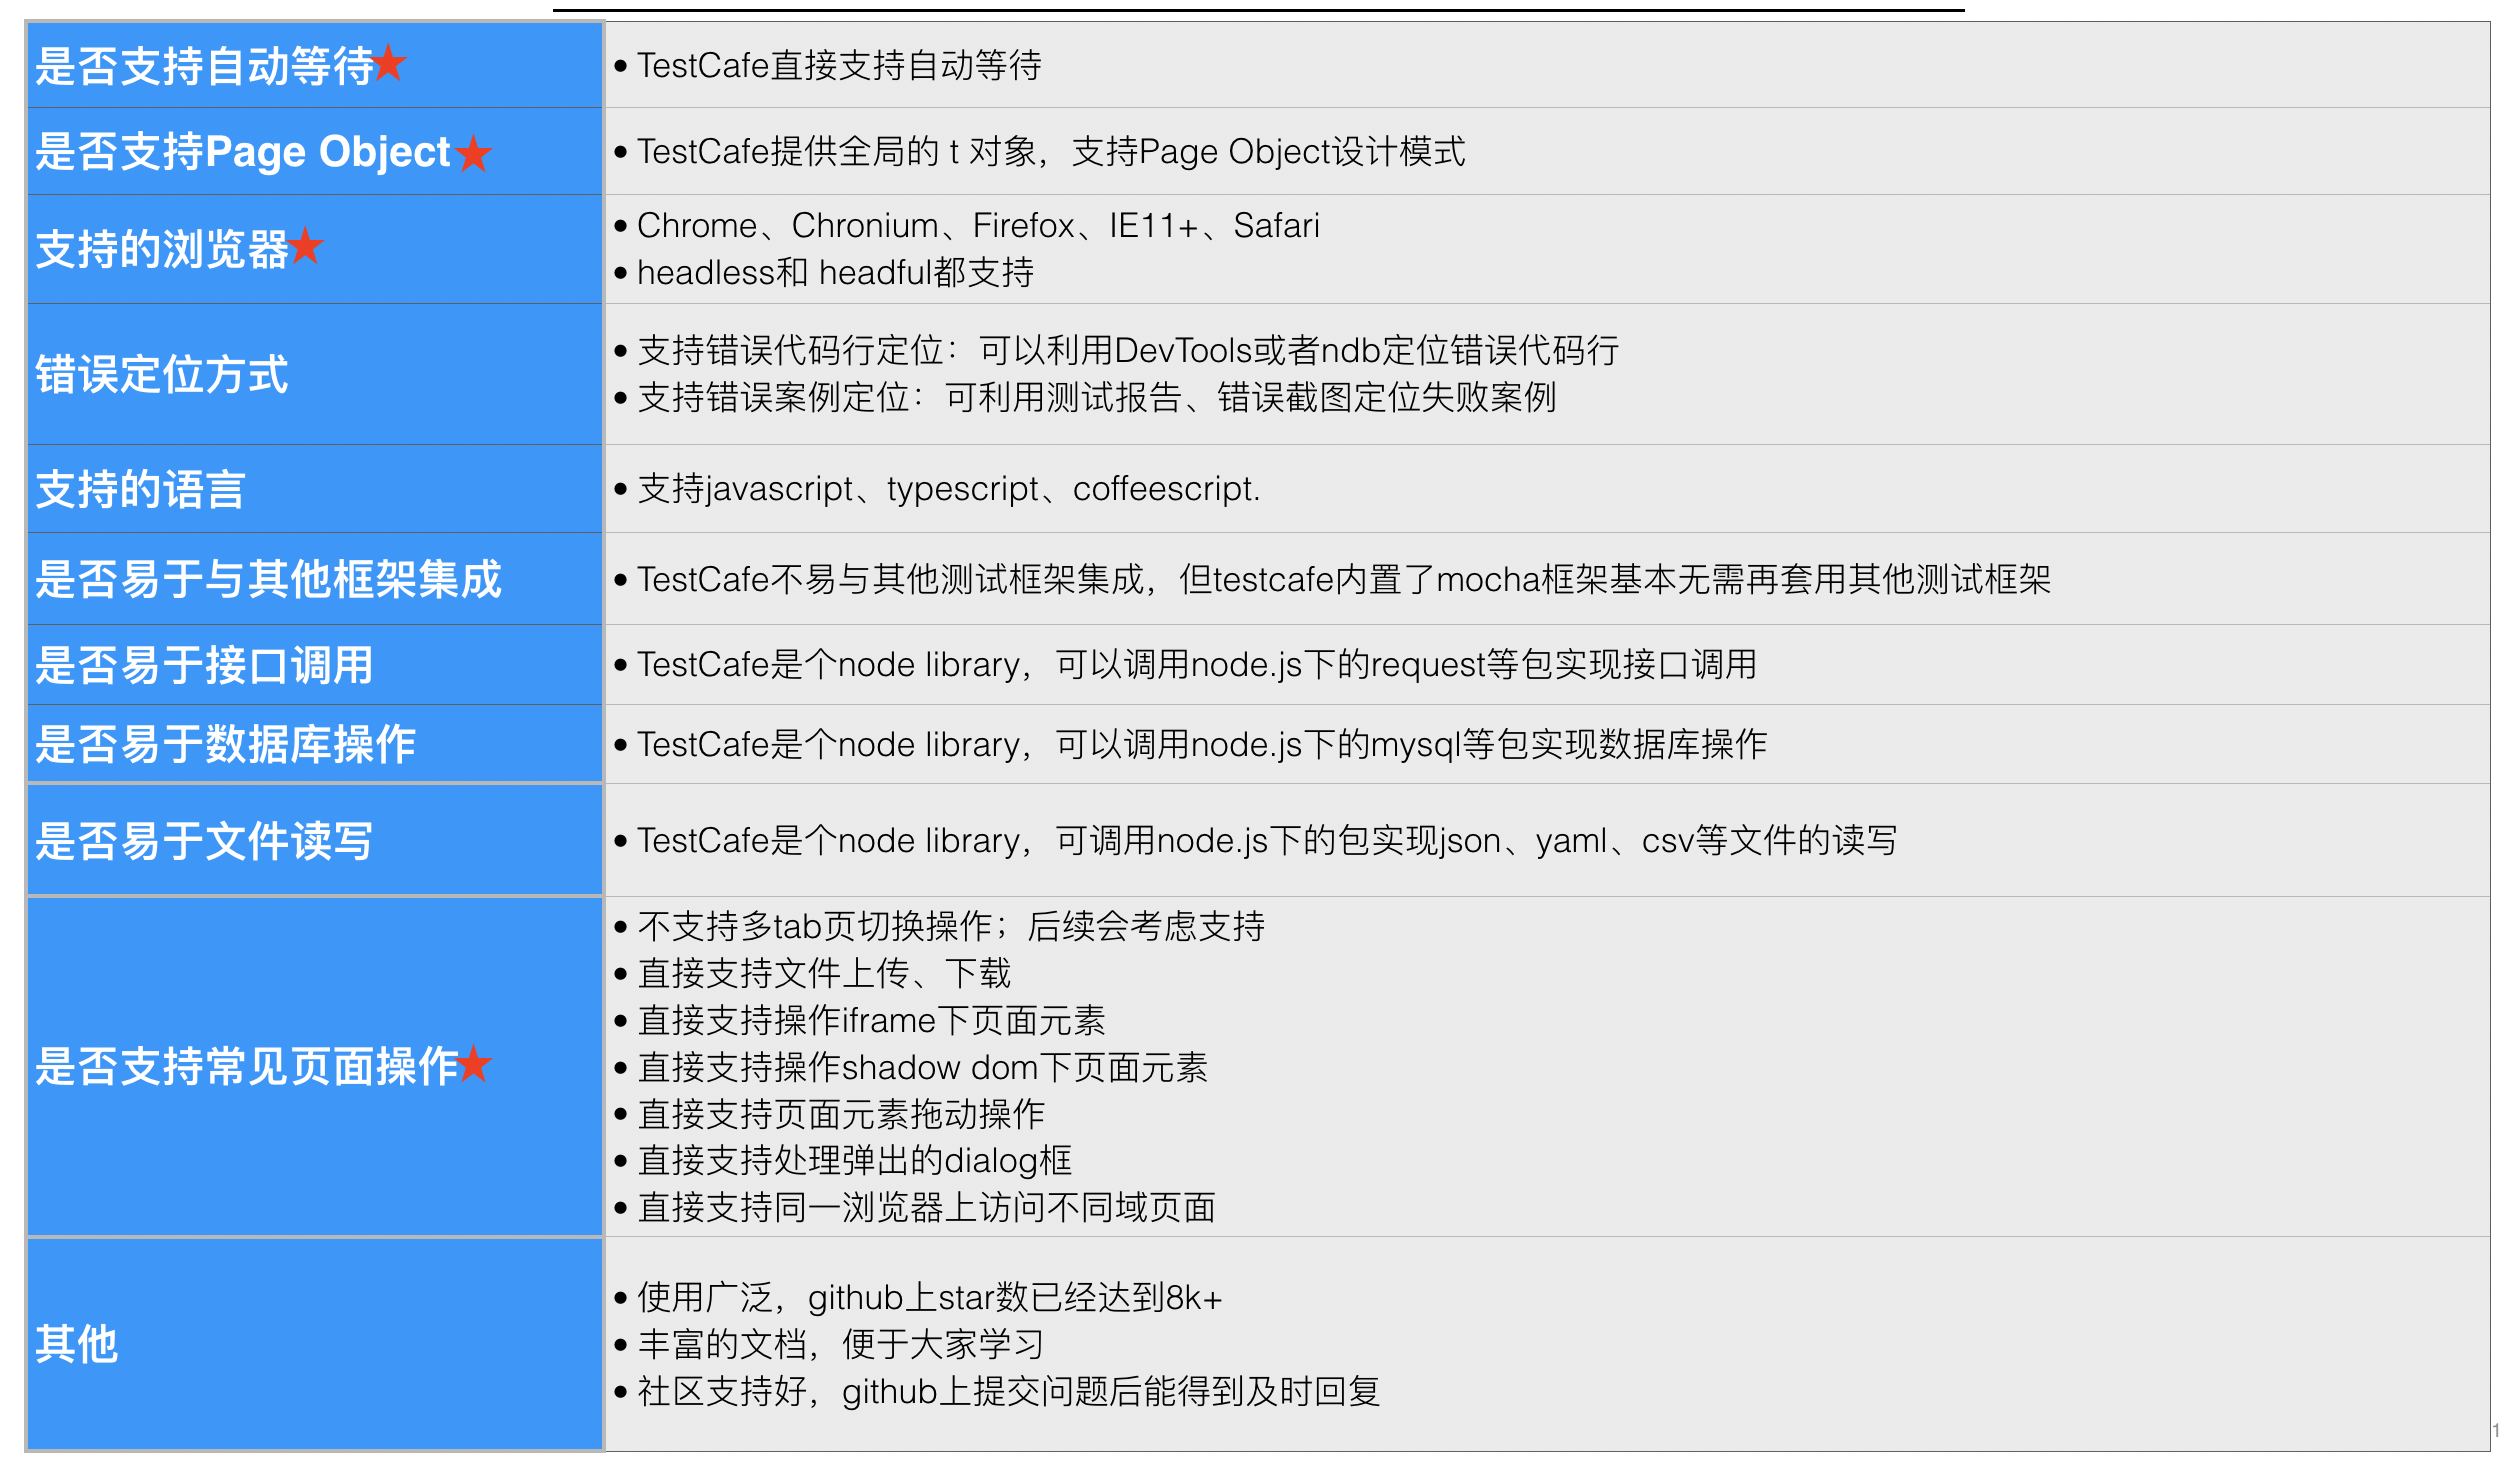 是否支持自动等待★
• TestCafe直接支持自动等待
是否支持Page Object★
• TestCafe提供全局的 t 对象，支持Page Object设计模式
支持的浏览器★
• Chrome、Chronium、Firefox、IE11+、Safari
• headless和 headful都支持
错误定位方式
• 支持错误代码行定位：可以利用DevTools或者ndb定位错误代码行
• 支持错误案例定位：可利用测试报告、错误截图定位失败案例
支持的语言
• 支持javascript、typescript、coffeescript.
是否易于与其他框架集成
• TestCafe不易与其他测试框架集成，但testcafe内置了mocha框架基本无需再套用其他测试框架
是否易于接口调用
• TestCafe是个node library，可以调用node.js下的request等包实现接口调用
是否易于数据库操作
• TestCafe是个node library，可以调用node.js下的mysql等包实现数据库操作
是否易于文件读写
• TestCafe是个node library，可调用node.js下的包实现json、yaml、csv等文件的读写
是否支持常见页面操作★
• 不支持多tab页切换操作；后续会考虑支持
• 直接支持文件上传、下载
• 直接支持操作iframe下页面元素
• 直接支持操作shadow dom下页面元素
• 直接支持页面元素拖动操作
• 直接支持处理弹出的dialog框
• 直接支持同一浏览器上访问不同域页面
其他
• 使用广泛，github上star数已经达到8k+
• 丰富的文档，便于大家学习
• 社区支持好，github上提交问题后能得到及时回复
1